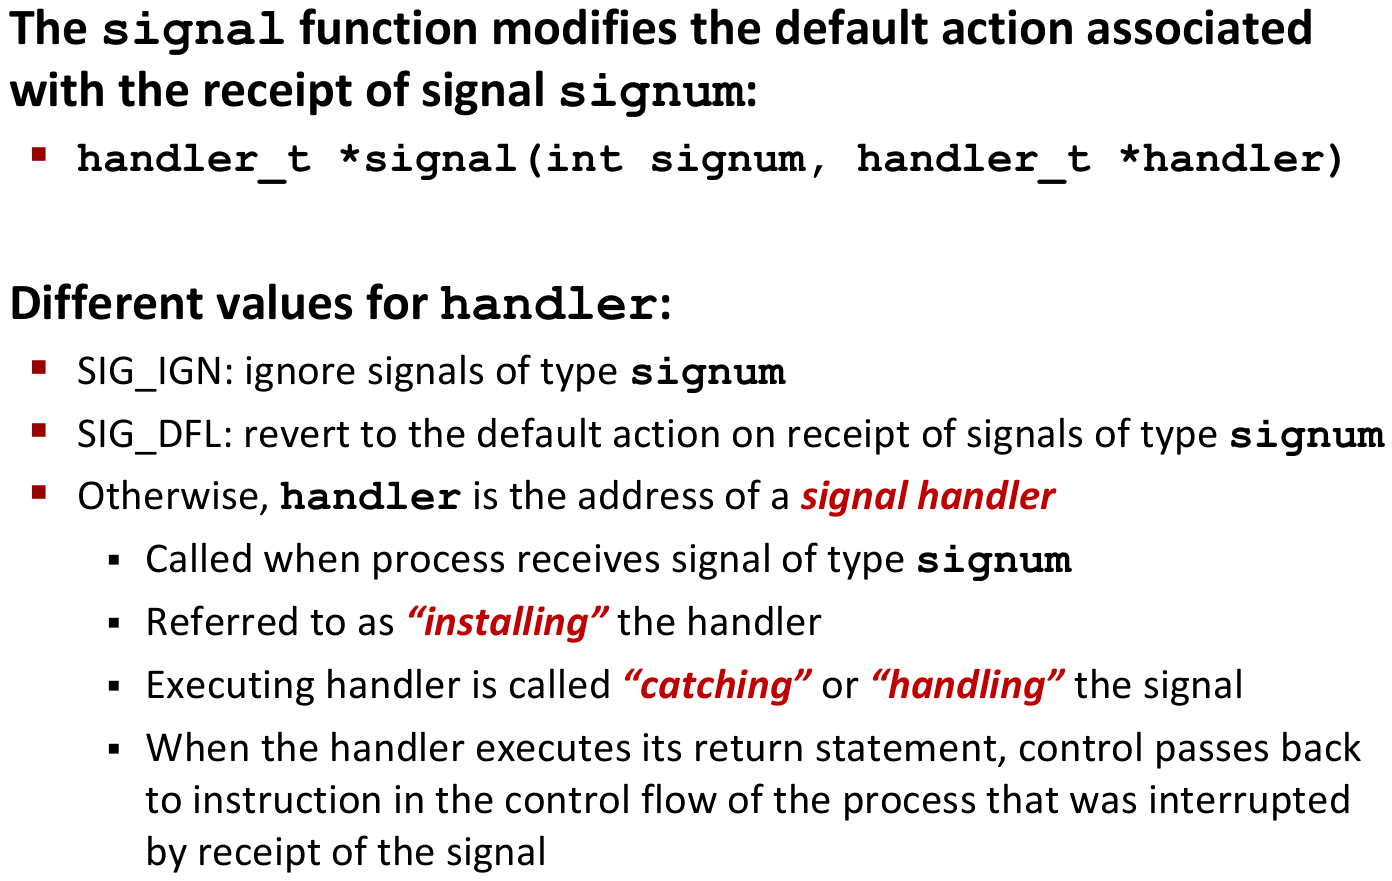 The signal function modifies the default action associated
with the receipt of signal signum:
▪ handler_t *signal(int signum, handler_t *handler)
Different values for handler:
▪ SIG_IGN: ignore signals of type signum
▪ SIG_DFL: revert to the default action on receipt of signals of type signum
▪ Otherwise, handler is the address of a signal handler
▪ Called when process receives signal of type signum
▪ Referred to as “installing” the handler
▪ Executing handler is called “catching” or “handling” the signal
▪ When the handler executes its return statement, control passes back
to instruction in the control flow of the process that was interrupted
by receipt of the signal